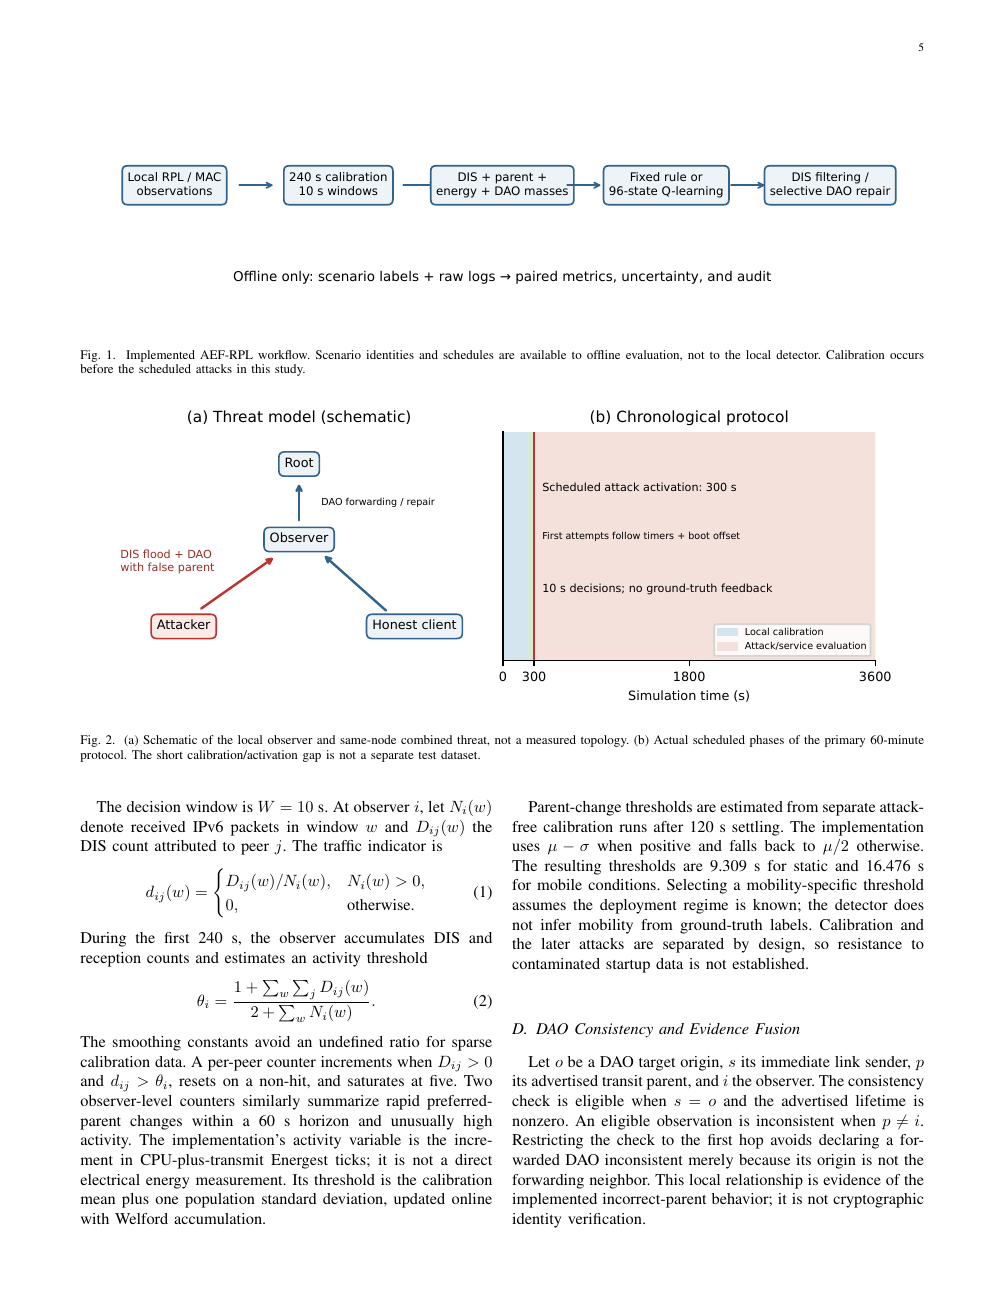 5
Local RPL / MAC
observations
240 s calibration
10 s windows
DIS + parent +
energy + DAO masses
Fixed rule or
96-state Q-learning
DIS filtering /
selective DAO repair
Offline only: scenario labels + raw logs → paired metrics, uncertainty, and audit
Fig. 1. Implemented AEF-RPL workflow. Scenario identities and schedules are available to offline evaluation, not to the local detector. Calibration occurs
before the scheduled attacks in this study.
(a) Threat model (schematic)
Root
DAO forwarding / repair
Observer
DIS flood + DAO
with false parent
Attacker
Honest client
(b) Chronological protocol
Scheduled attack activation: 300 s
First attempts follow timers + boot offset
10 s decisions; no ground-truth feedback
Local calibration
Attack/service evaluation
0 300 1800 3600
Simulation time (s)
Fig. 2. (a) Schematic of the local observer and same-node combined threat, not a measured topology. (b) Actual scheduled phases of the primary 60-minute
protocol. The short calibration/activation gap is not a separate test dataset.
The decision window is W = 10 s. At observer i, let N_i(w)
denote received IPv6 packets in window w and D_{ij}(w) the
DIS count attributed to peer j. The traffic indicator is
d_{ij}(w) = { D_{ij}(w)/N_i(w), N_i(w) > 0,
0, otherwise. (1)
During the first 240 s, the observer accumulates DIS and
reception counts and estimates an activity threshold
θ_i = (1 + ∑_w ∑_j D_{ij}(w)) / (2 + ∑_w N_i(w)). (2)
The smoothing constants avoid an undefined ratio for sparse
calibration data. A per-peer counter increments when D_{ij} > 0
and d_{ij} > θ_i, resets on a non-hit, and saturates at five. Two
observer-level counters similarly summarize rapid preferred-
parent changes within a 60 s horizon and unusually high
activity. The implementation's activity variable is the incre-
ment in CPU-plus-transmit Energest ticks; it is not a direct
electrical energy measurement. Its threshold is the calibration
mean plus one population standard deviation, updated online
with Welford accumulation.
Parent-change thresholds are estimated from separate attack-
free calibration runs after 120 s settling. The implementation
uses μ − σ when positive and falls back to μ/2 otherwise.
The resulting thresholds are 9.309 s for static and 16.476 s
for mobile conditions. Selecting a mobility-specific threshold
assumes the deployment regime is known; the detector does
not infer mobility from ground-truth labels. Calibration and
the later attacks are separated by design, so resistance to
contaminated startup data is not established.
D. DAO Consistency and Evidence Fusion
Let o be a DAO target origin, s its immediate link sender, p
its advertised transit parent, and i the observer. The consistency
check is eligible when s = o and the advertised lifetime is
nonzero. An eligible observation is inconsistent when p ≠ i.
Restricting the check to the first hop avoids declaring a for-
warded DAO inconsistent merely because its origin is not the
forwarding neighbor. This local relationship is evidence of the
implemented incorrect-parent behavior; it is not cryptographic
identity verification.